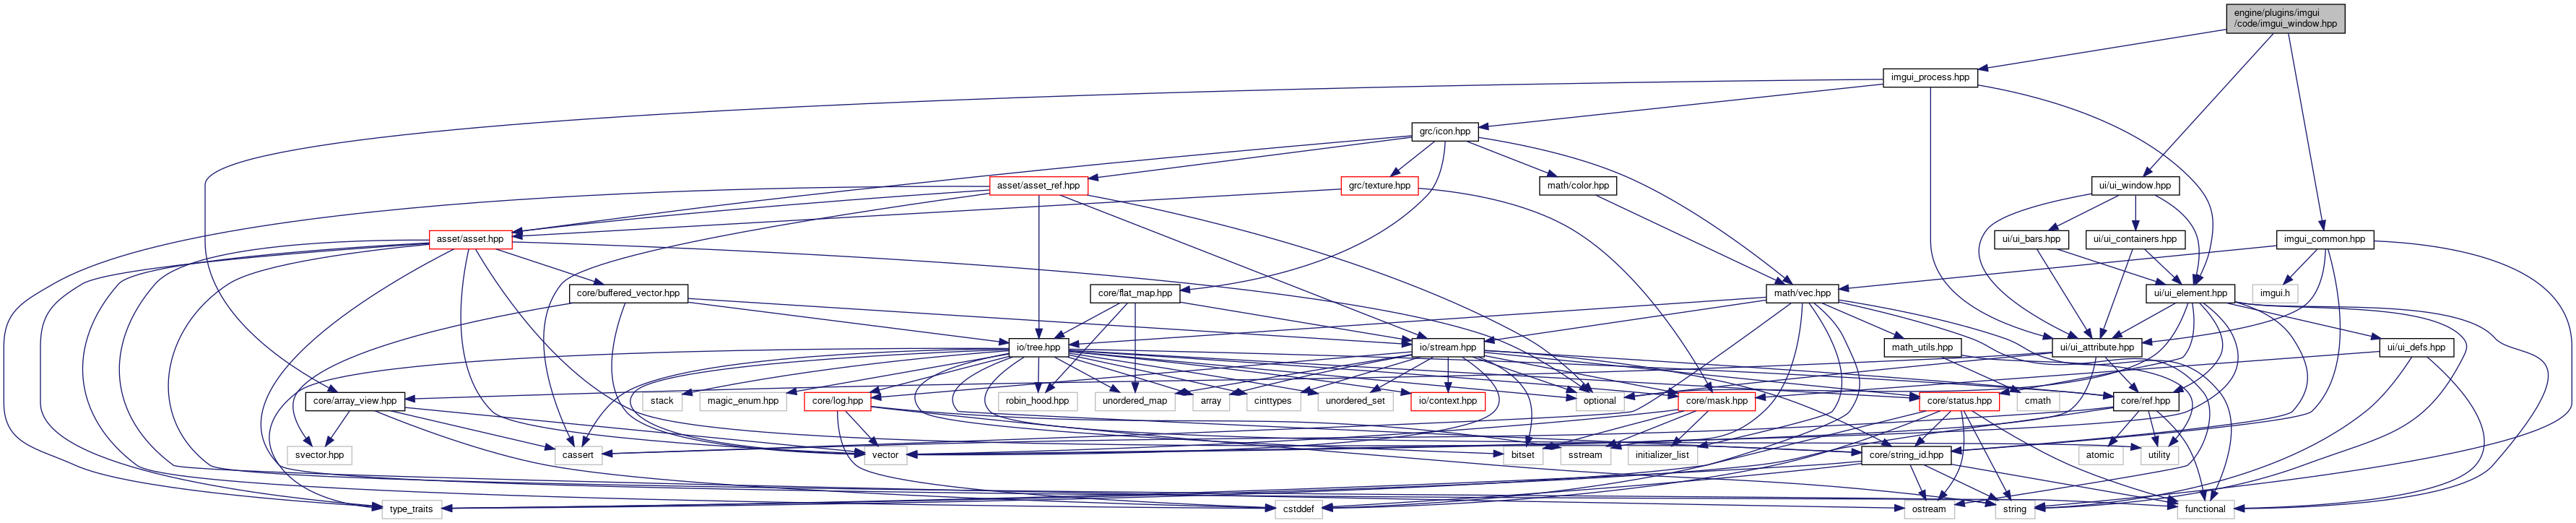 engine/plugins/imgui
/code/imgui_window.hpp
imgui_process.hpp
grc/icon.hpp
asset/asset_ref.hpp
grc/texture.hpp
math/color.hpp
ui/ui_window.hpp
asset/asset.hpp
ui/ui_bars.hpp
ui/ui_containers.hpp
imgui_common.hpp
core/buffered_vector.hpp
core/flat_map.hpp
math/vec.hpp
ui/ui_element.hpp
imgui.h
io/tree.hpp
io/stream.hpp
math_utils.hpp
ui/ui_attribute.hpp
ui/ui_defs.hpp
core/array_view.hpp
stack
magic_enum.hpp
core/log.hpp
robin_hood.hpp
unordered_map
array
cinttypes
unordered_set
io/context.hpp
optional
core/mask.hpp
core/status.hpp
cmath
core/ref.hpp
svector.hpp
cassert
vector
bitset
sstream
initializer_list
core/string_id.hpp
atomic
utility
type_traits
cstddef
ostream
string
functional